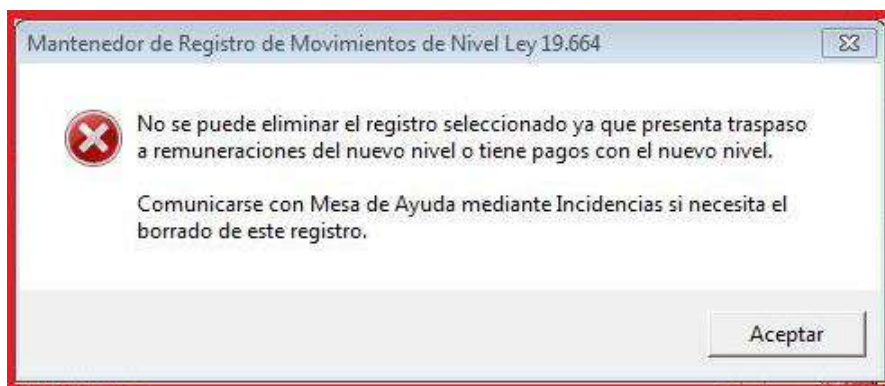 Mantenedor de Registro de Movimientos de Nivel Ley 19.664
No se puede eliminar el registro seleccionado ya que presenta traspaso
a remuneraciones del nuevo nivel o tiene pagos con el nuevo nivel.
Comunicarse con Mesa de Ayuda mediante Incidencias si necesita el
borrado de este registro.
Aceptar